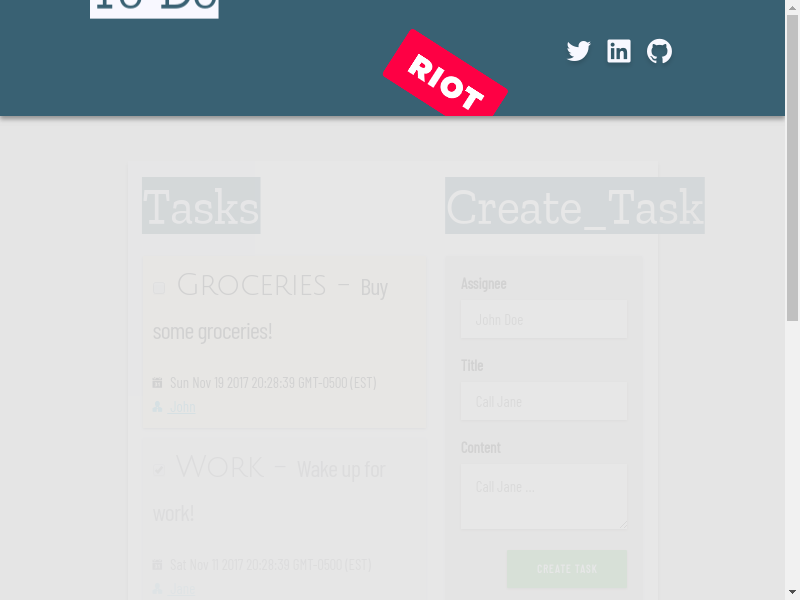 To Do
RIOT
Tasks
Create_Task
GROCERIES - Buy
some groceries!
Sun Nov 19 2017 20:28:39 GMT-0500 (EST)
John
WORK - Wake up for
work!
Sat Nov 11 2017 20:28:39 GMT-0500 (EST)
Assignee
John Doe
Title
Call Jane
Content
Call Jane ...
CREATE TASK